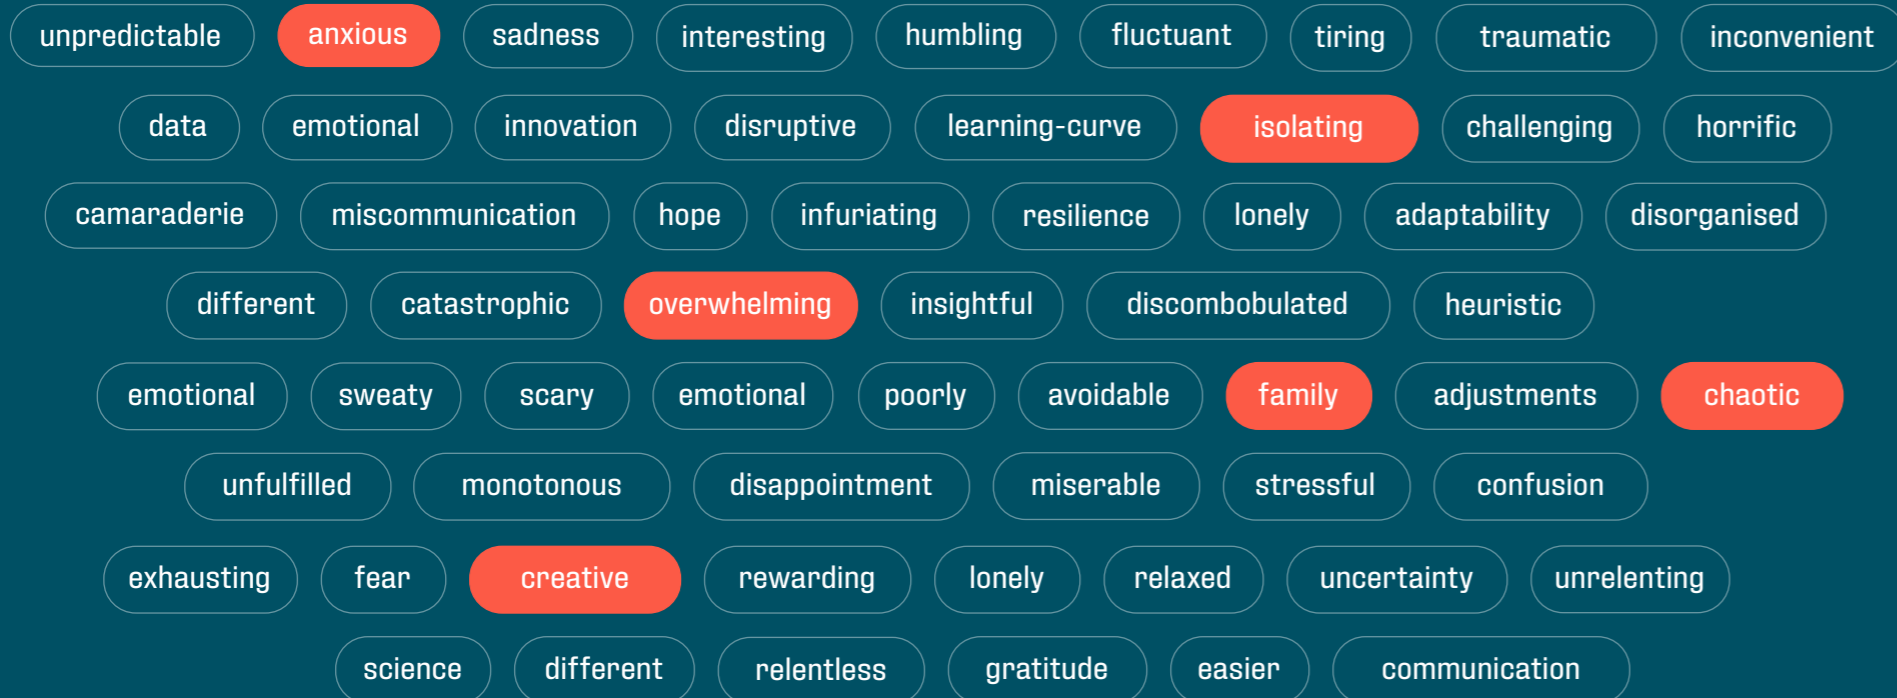 unpredictable anxious sadness interesting humbling fluctuant tiring traumatic inconvenient
data emotional innovation disruptive learning-curve isolating challenging horrific
camaraderie miscommunication hope infuriating resilience lonely adaptability disorganised
different catastrophic overwhelming insightful discombobulated heuristic
emotional sweaty scary emotional poorly avoidable family adjustments chaotic
unfulfilled monotonous disappointment miserable stressful confusion
exhausting fear creative rewarding lonely relaxed uncertainty unrelenting
science different relentless gratitude easier communication